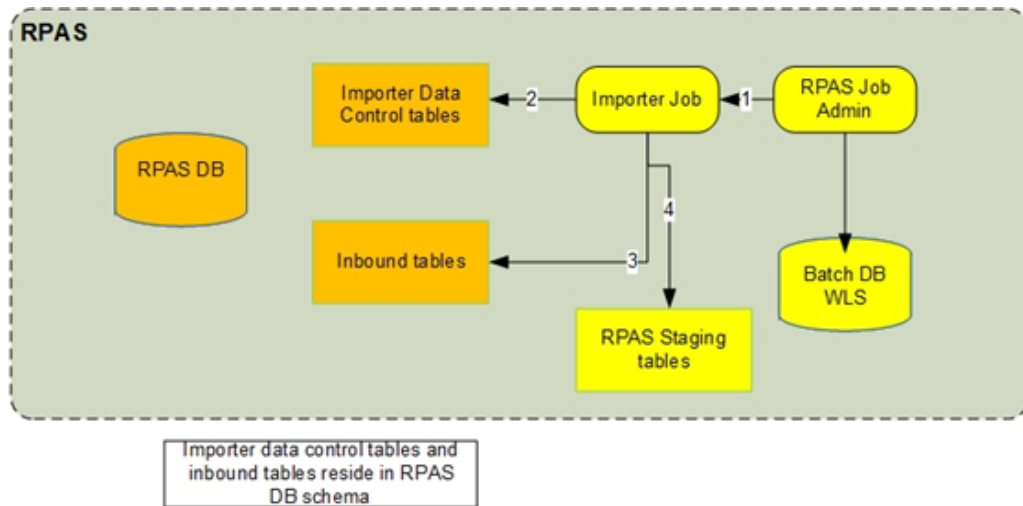 RPAS
Importer Data
Control tables
2
Importer Job
1
RPAS Job
Admin
RPAS DB
4
Inbound tables
3
Batch DB
WLS
RPAS Staging
tables
Importer data control tables and
inbound tables reside in RPAS
DB schema